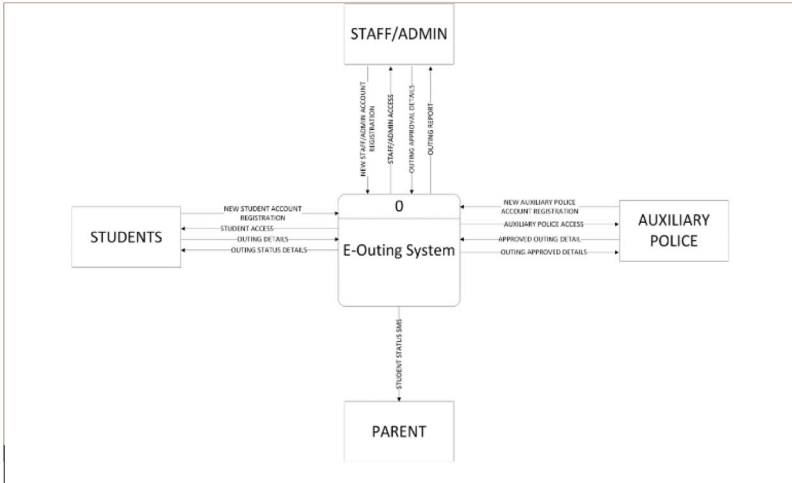 STAFF/ADMIN
NEW STAFF/ADMIN ACCOUNT
REGISTRATION
STAFF/ADMIN ACCESS
OUTING APPROVAL DETAILS
OUTING REPORT
NEW STUDENT ACCOUNT
REGISTRATION
STUDENT ACCESS
OUTING DETAILS
OUTING STATUS DETAILS
STUDENTS
0
E-Outing System
NEW AUXILIARY POLICE
ACCOUNT REGISTRATION
AUXILIARY POLICE ACCESS
APPROVED OUTING DETAIL
OUTING APPROVED DETAILS
AUXILIARY
POLICE
STUDENT STATUS SMS
PARENT